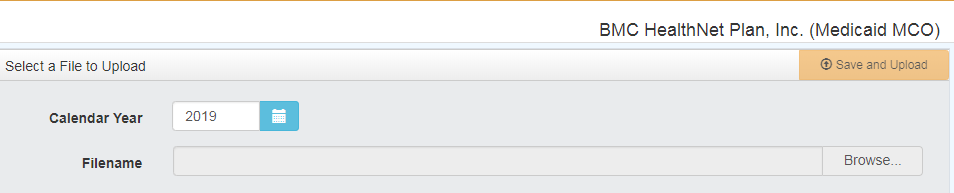 BMC HealthNet Plan, Inc. (Medicaid MCO)
Select a File to Upload
Save and Upload
Calendar Year
2019
Filename
Browse...